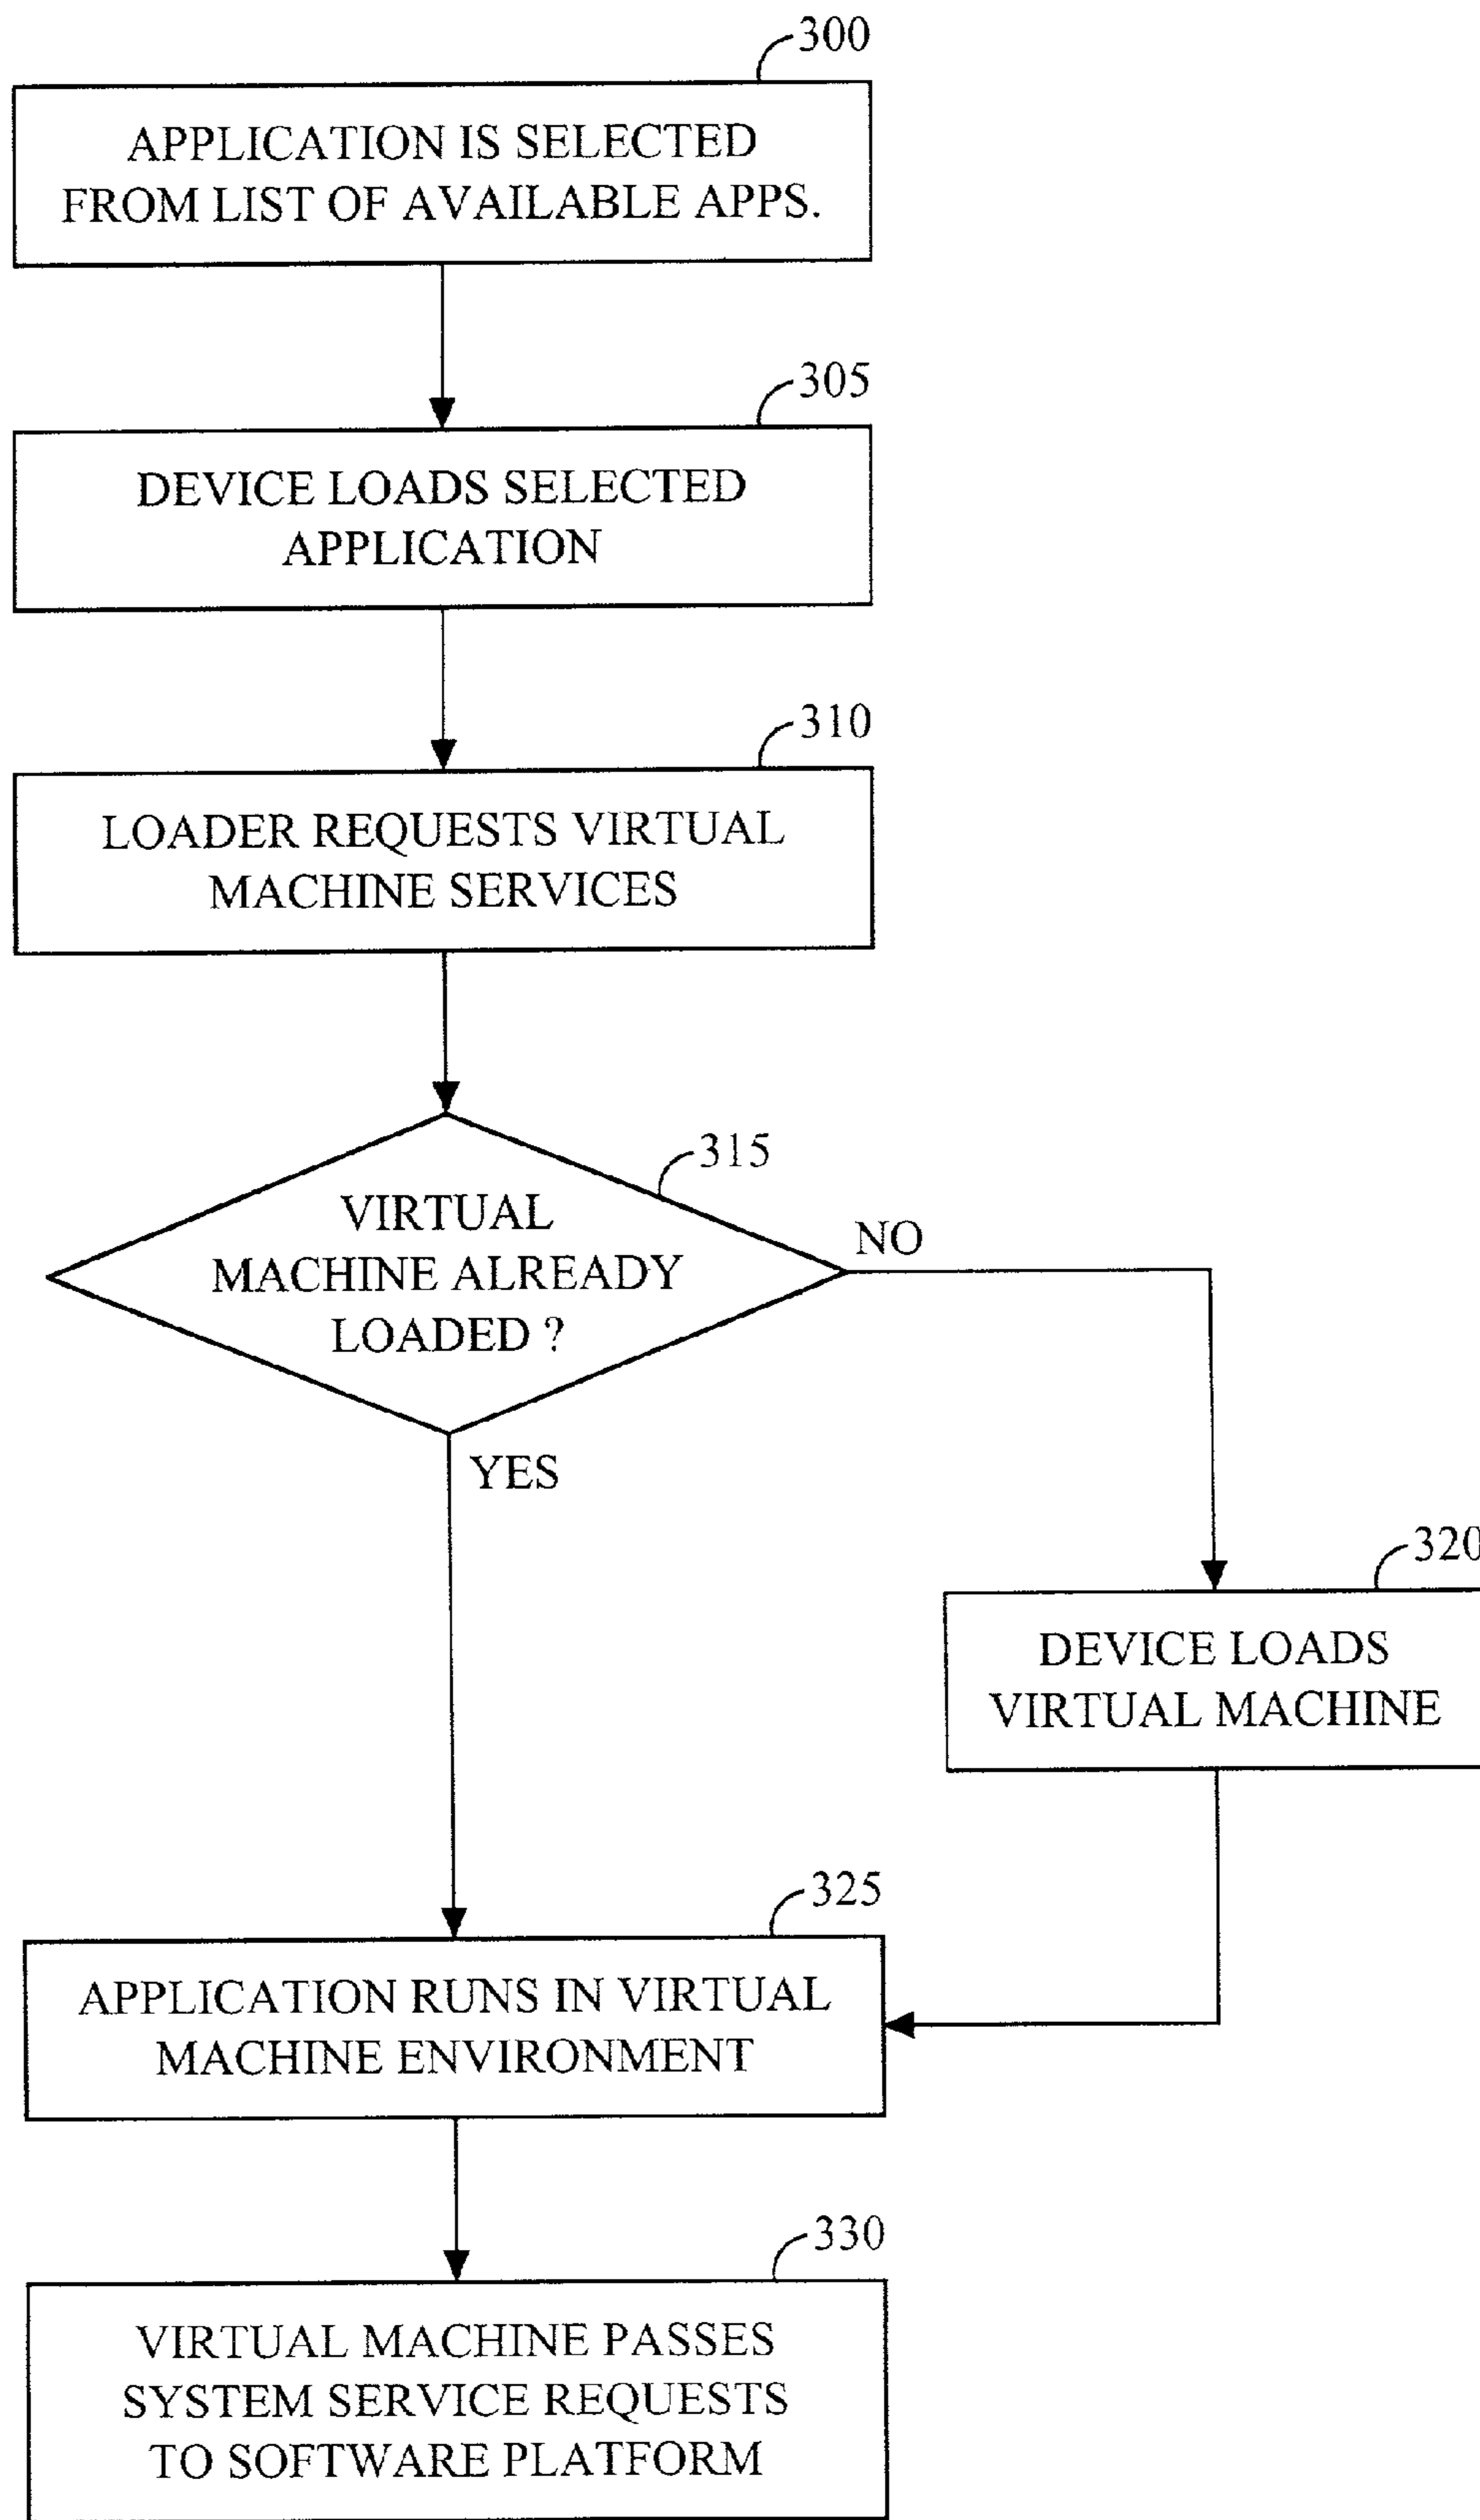 300
APPLICATION IS SELECTED
FROM LIST OF AVAILABLE APPS.
305
DEVICE LOADS SELECTED
APPLICATION
310
LOADER REQUESTS VIRTUAL
MACHINE SERVICES
315
VIRTUAL
MACHINE ALREADY
LOADED ?
NO
YES
320
DEVICE LOADS
VIRTUAL MACHINE
325
APPLICATION RUNS IN VIRTUAL
MACHINE ENVIRONMENT
330
VIRTUAL MACHINE PASSES
SYSTEM SERVICE REQUESTS
TO SOFTWARE PLATFORM